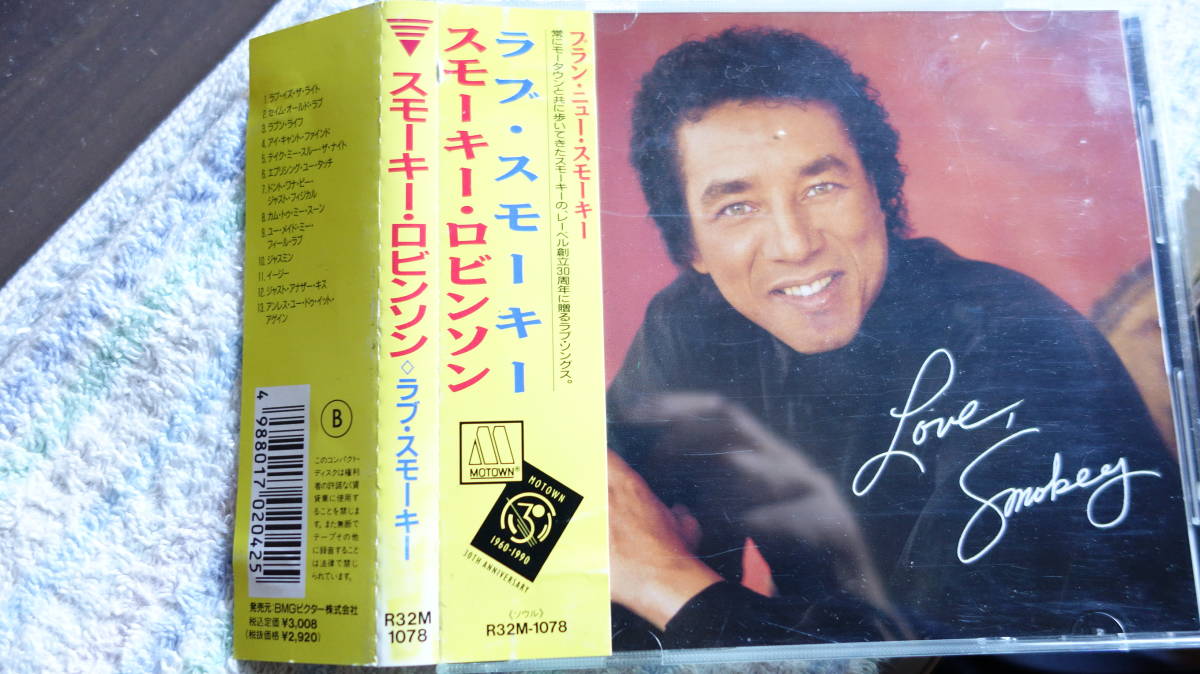 1. ラブ・イズ・ザ・ライト
2. セイム・オールド・ラブ
3. ラブン・ライフ
4. アイ・キャント・ファインド
5. テイク・ミー・スルー・ザ・ナイト
6. エブリシング・ユー・タッチ
7. ドント・ワナ・ビー・
ジャスト・フィジカル
8. カム・トゥ・ミー・スーン
9. ユー・メイド・ミー・
フィール・ラブ
10. ジャスミン
11. イージー
12. ジャスト・アナザー・キス
13. アンレス・ユー・ドゥ・イット・
アゲイン
4 988017 020425
B
このコンパクト・
ディスクは権利
者の許諾なく賃
貸業に使用す
ることを禁じま
す。また無断で
テープその他
に録音すること
は法律で禁じ
られています。
発売元 BMGビクター株式会社
税込定価 ¥3,008
(税抜価格 ¥2,920)
スモーキー・ロビンソン◇ラブ・スモーキー
R32M
1078
ブラン・ニュー・スモーキー
常にモータウンと共に歩いてきたスモーキーの、レーベル創立30周年に贈るラブ・ソングス。
ラブ・スモーキー
スモーキー・ロビンソン
MOTOWN®
MOTOWN
30
1960-1990
30TH ANNIVERSARY
《ソウル》
R32M-1078
Love,
Smokey